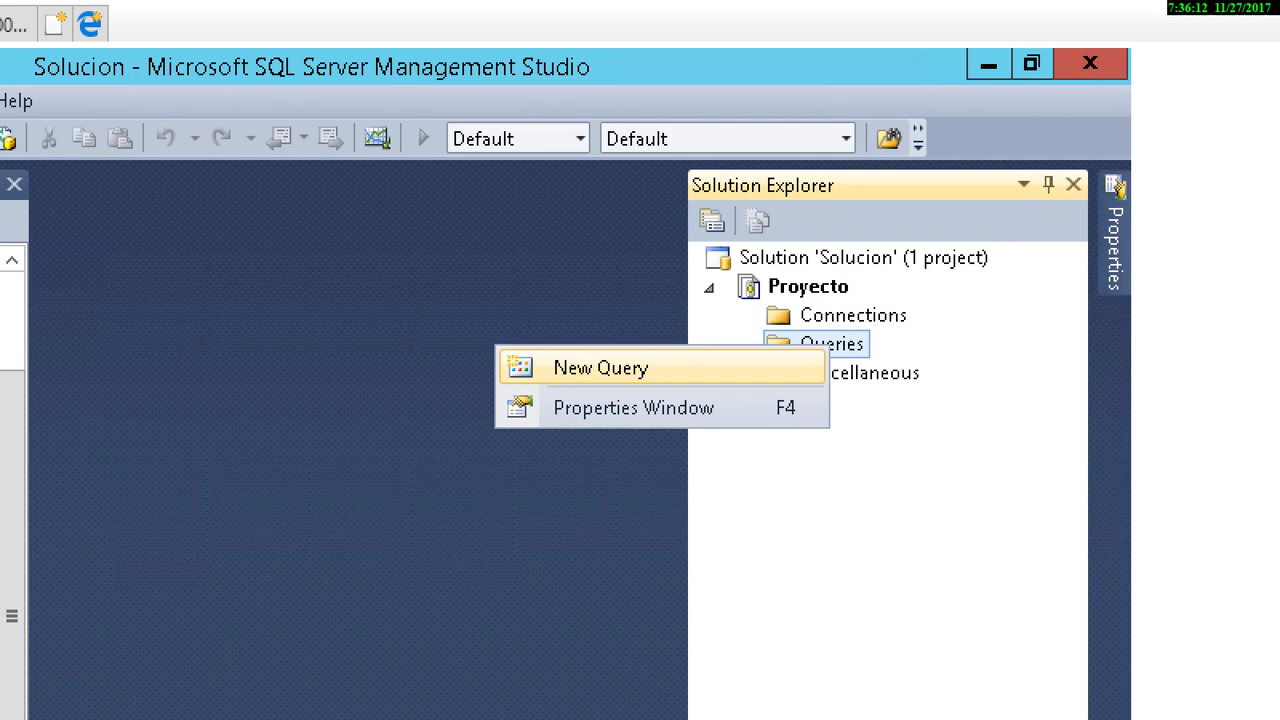 7:36:12 11/27/2017
00...
Solucion - Microsoft SQL Server Management Studio
Help
Default
Default
Solution Explorer
Properties
Solution 'Solucion' (1 project)
Proyecto
Connections
Queries
cellaneous
New Query
Properties Window F4